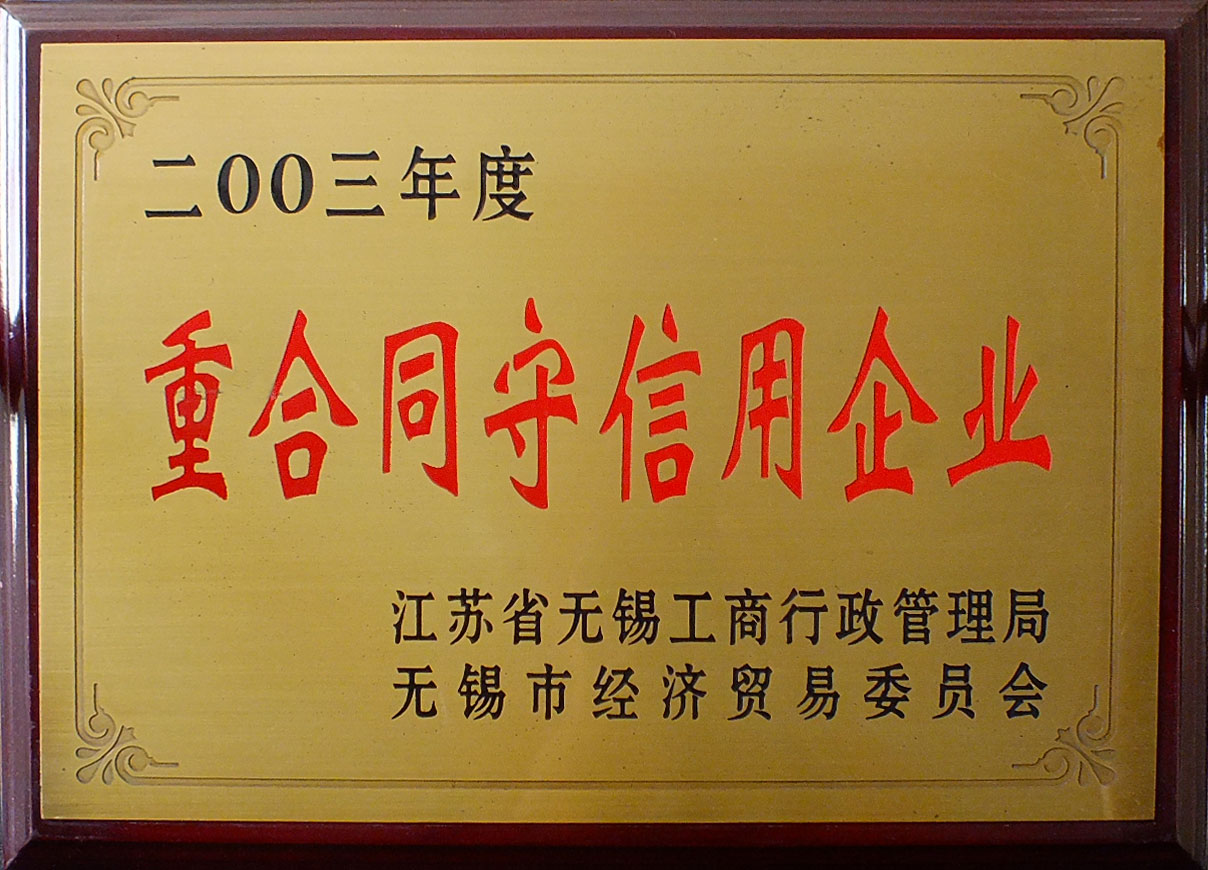 二00三年度
重合同守信用企业
江苏省无锡工商行政管理局
无锡市经济贸易委员会